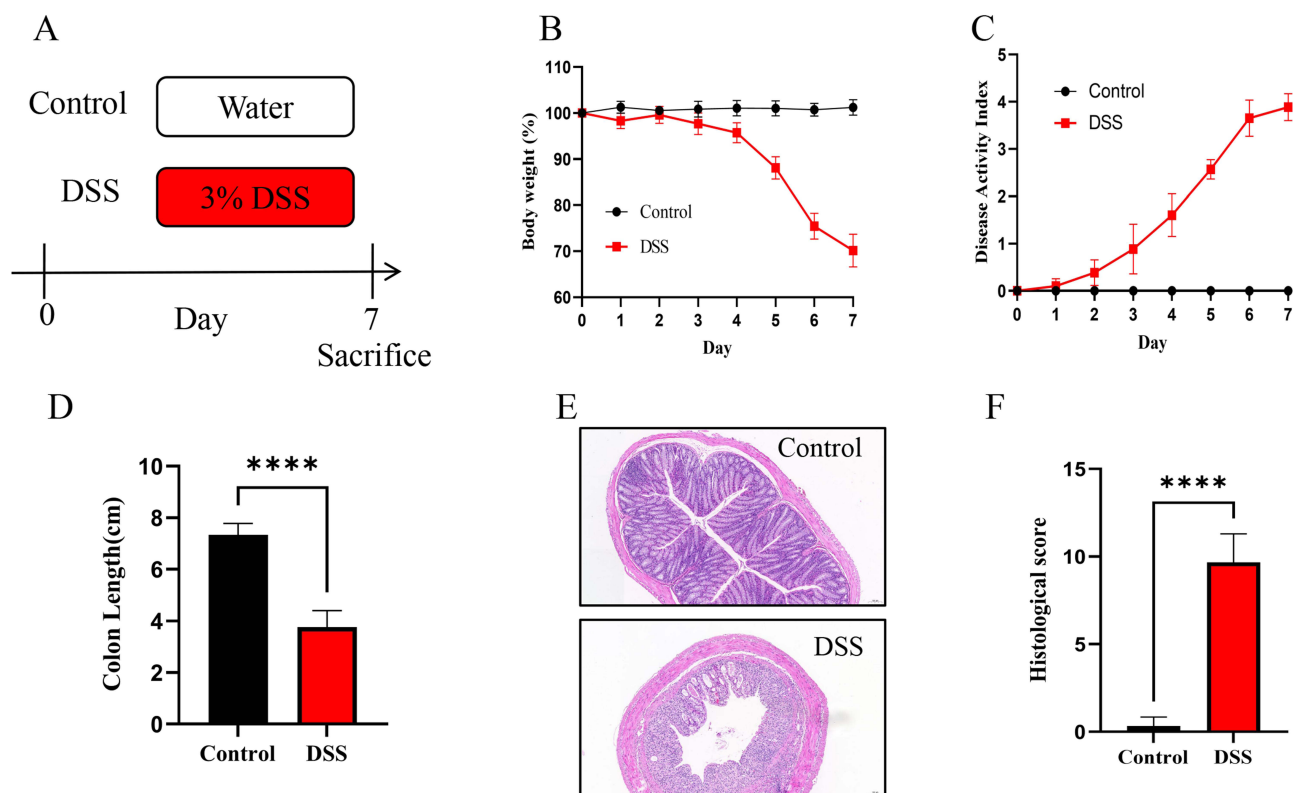 A
Control
Water
DSS
3% DSS
0
Day
7
Sacrifice
B
Body weight (%)
110
100
90
80
70
60
Control
DSS
0 1 2 3 4 5 6 7
Day
C
Disease Activity Index
5
4
3
2
1
0
Control
DSS
0 1 2 3 4 5 6 7
Day
D
Colon Length(cm)
10
8
6
4
2
0
****
Control DSS
E
Control
DSS
F
Histological score
15
10
5
0
****
Control DSS